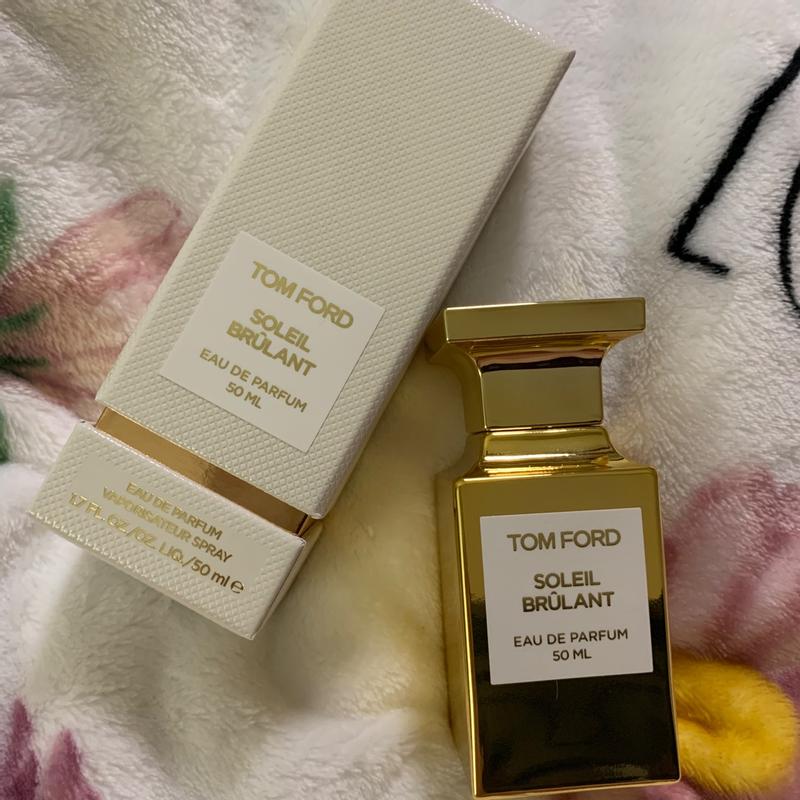 TOM FORD
SOLEIL
BRÛLANT
EAU DE PARFUM
50 ML
EAU DE PARFUM
VAPORISATEUR SPRAY
1.7 FL. OZ./OZ. LIQ./50 ml e
TOM FORD
SOLEIL
BRÛLANT
EAU DE PARFUM
50 ML